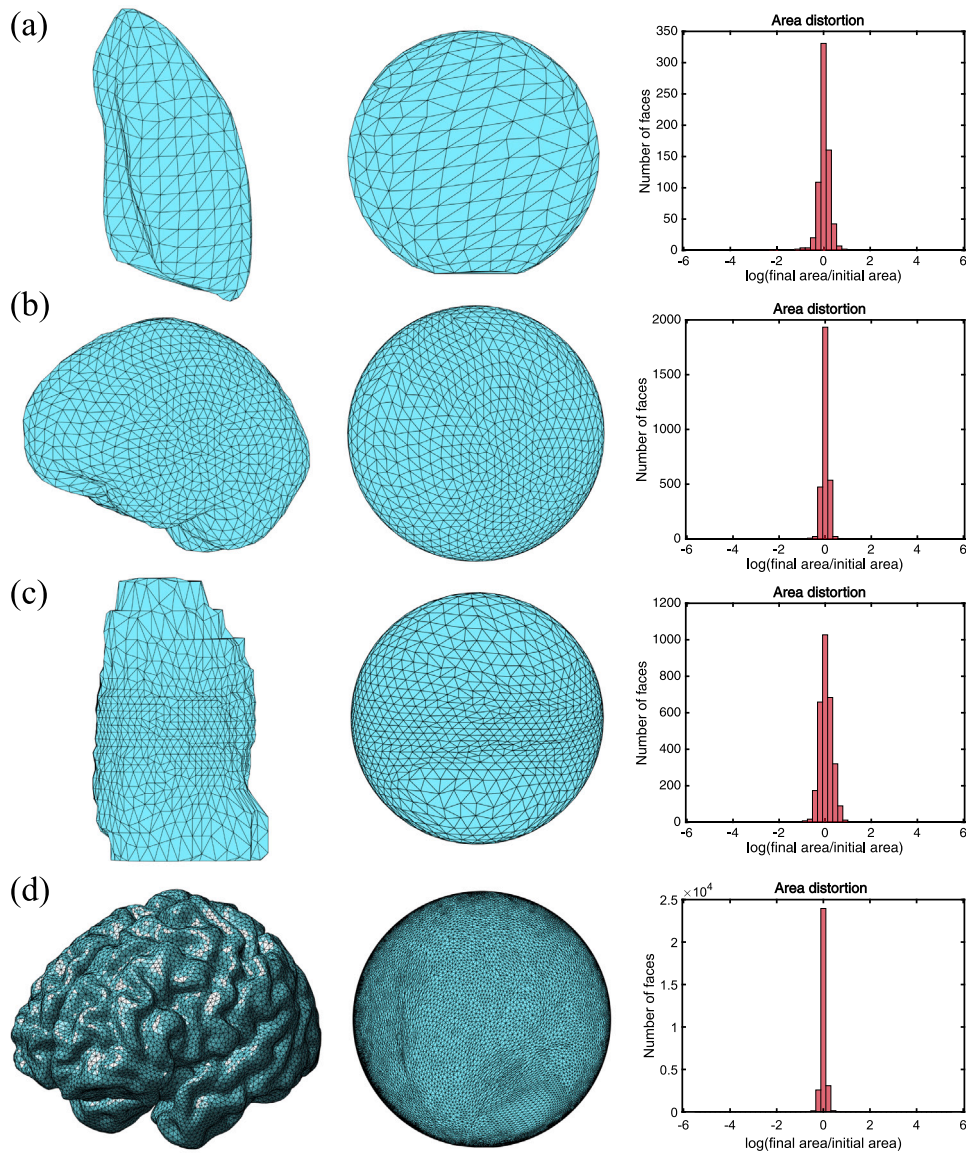 (a)
Area distortion
Number of faces
350
300
250
200
150
100
50
0
-6 -4 -2 0 2 4 6
log(final area/initial area)
(b)
Area distortion
Number of faces
2000
1500
1000
500
0
-6 -4 -2 0 2 4 6
log(final area/initial area)
(c)
Area distortion
Number of faces
1200
1000
800
600
400
200
0
-6 -4 -2 0 2 4 6
log(final area/initial area)
(d)
Area distortion
×10⁴
Number of faces
2.5
2
1.5
1
0.5
0
-6 -4 -2 0 2 4 6
log(final area/initial area)